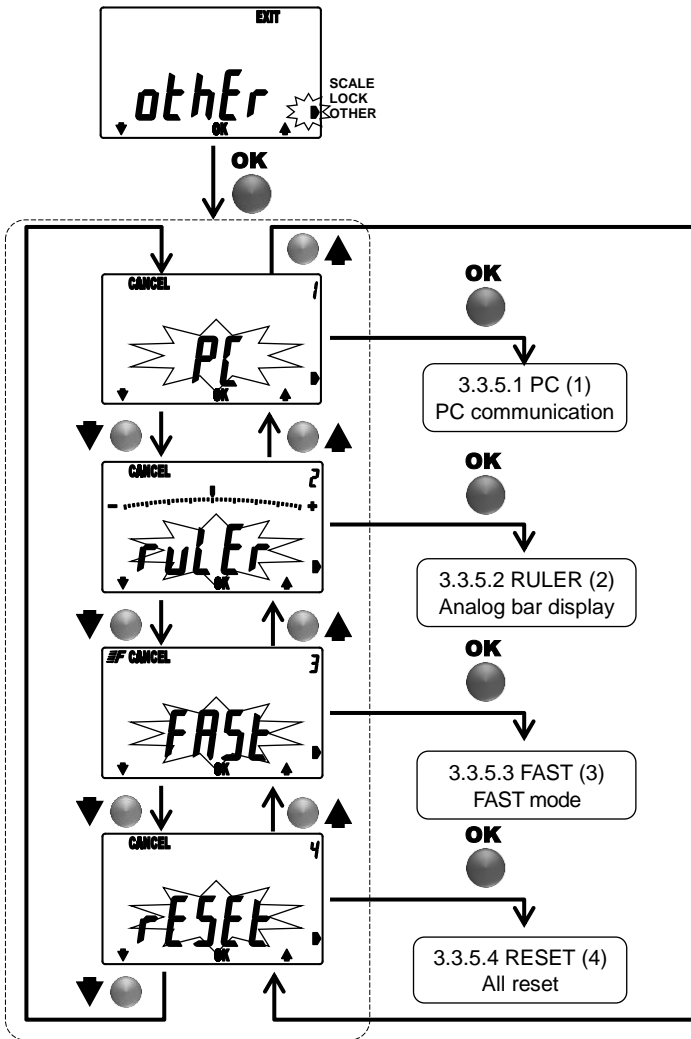 EXIT
othEr
SCALE
LOCK
OTHER
OK
OK
CANCEL 1
PC
OK
OK
3.3.5.1 PC (1)
PC communication
CANCEL 2
- +
ruLEr
OK
OK
3.3.5.2 RULER (2)
Analog bar display
F CANCEL 3
FASt
OK
OK
3.3.5.3 FAST (3)
FAST mode
CANCEL 4
rESEt
OK
OK
3.3.5.4 RESET (4)
All reset